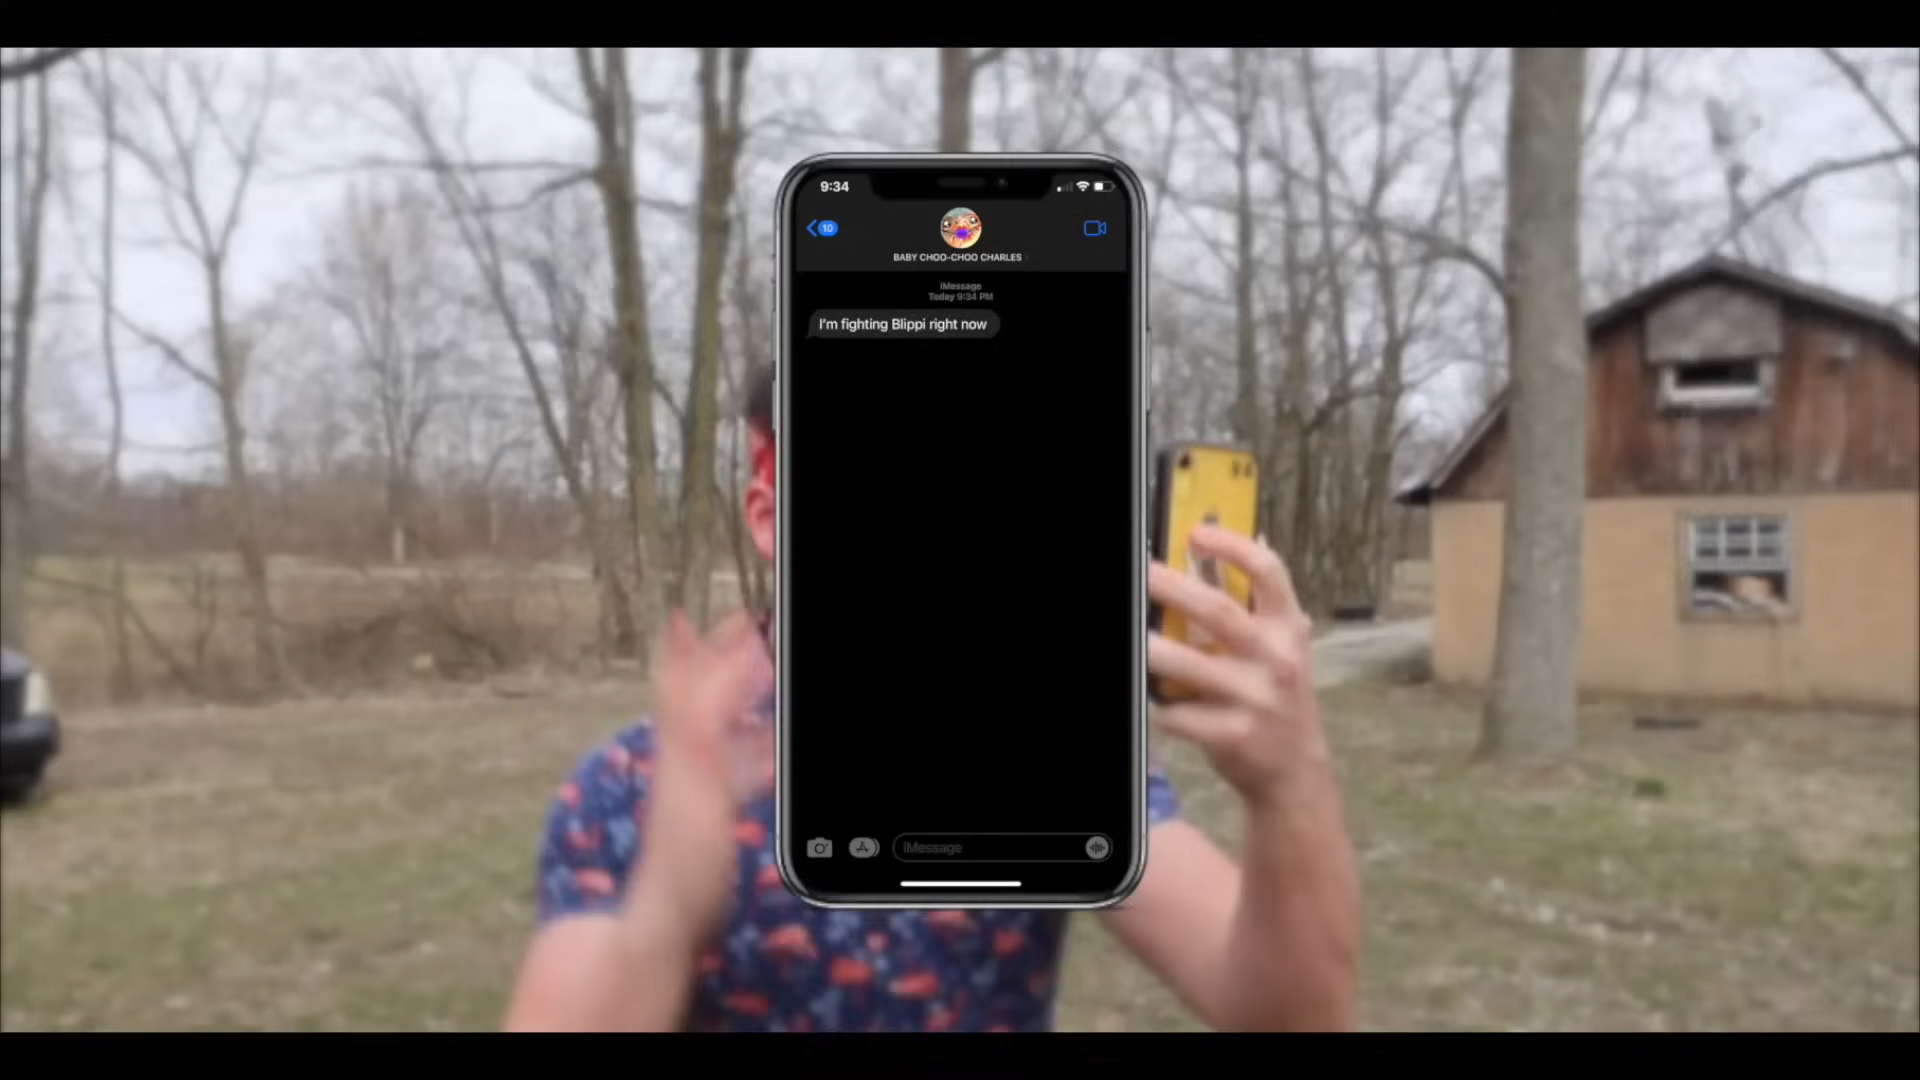 9:34
10
BABY CHOO-CHOO CHARLES
iMessage
Today 9:34 PM
I'm fighting Blippi right now
iMessage